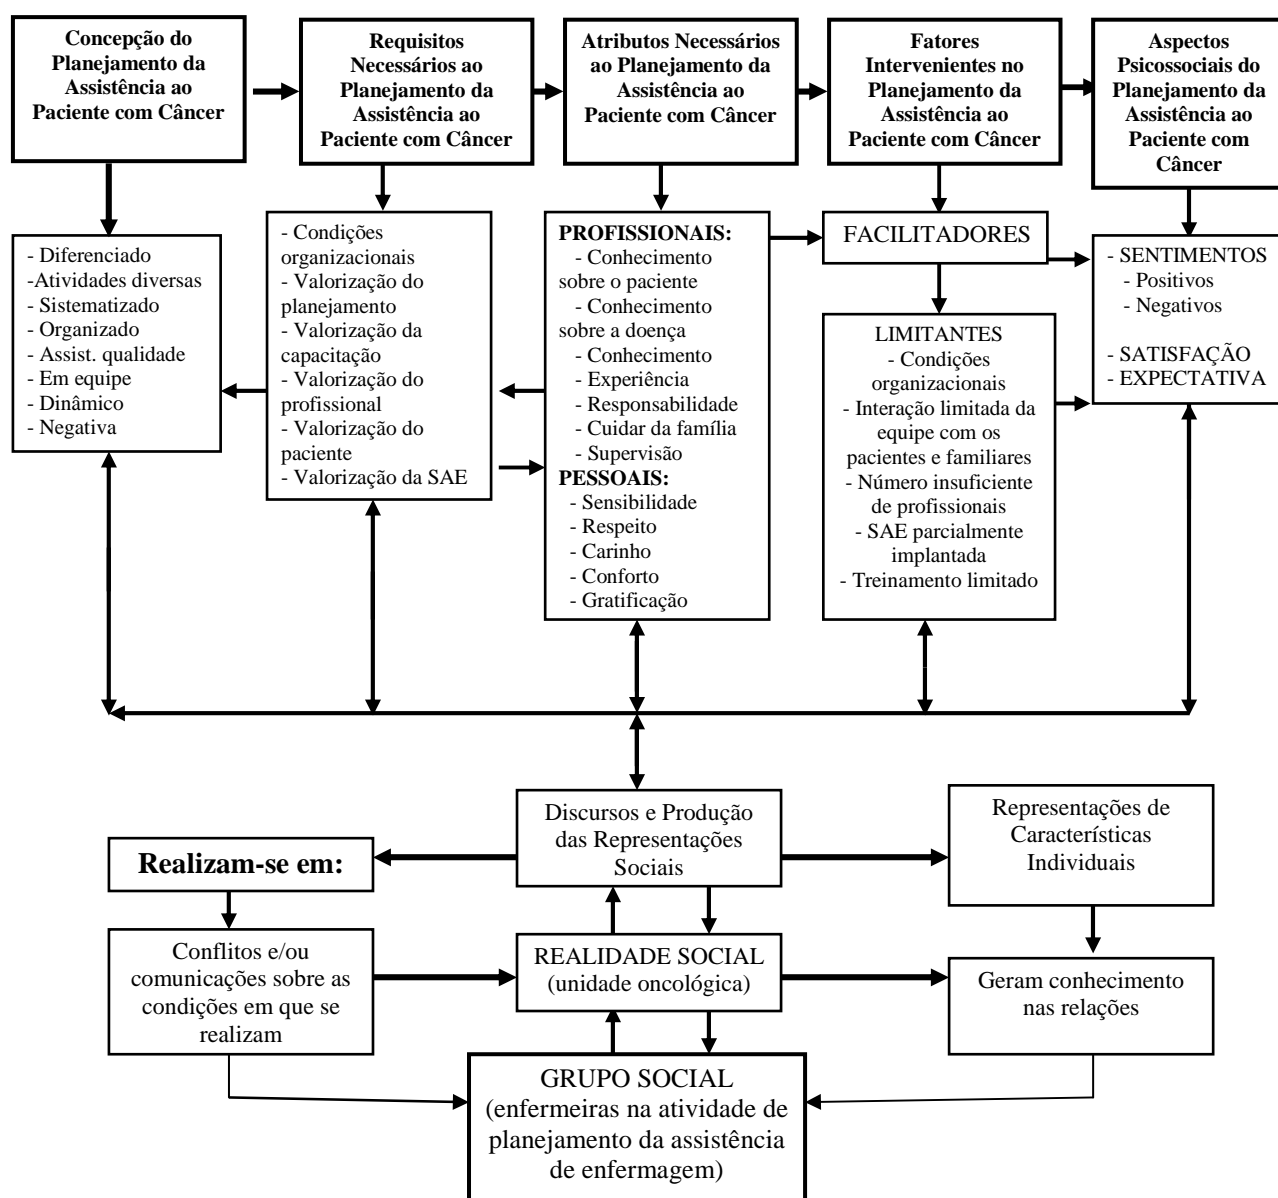 Concepção do
Planejamento da
Assistência ao
Paciente com Câncer
Requisitos
Necessários ao
Planejamento da
Assistência ao
Paciente com Câncer
Atributos Necessários
ao Planejamento da
Assistência ao
Paciente com Câncer
Fatores
Intervenientes no
Planejamento da
Assistência ao
Paciente com Câncer
Aspectos
Psicossociais do
Planejamento da
Assistência ao
Paciente com
Câncer
- Diferenciado
-Atividades diversas
- Sistematizado
- Organizado
- Assist. qualidade
- Em equipe
- Dinâmico
- Negativa
- Condições
organizacionais
- Valorização do
planejamento
- Valorização da
capacitação
- Valorização do
profissional
- Valorização do
paciente
- Valorização da SAE
PROFISSIONAIS:
- Conhecimento
sobre o paciente
- Conhecimento
sobre a doença
- Conhecimento
- Experiência
- Responsabilidade
- Cuidar da família
- Supervisão
PESSOAIS:
- Sensibilidade
- Respeito
- Carinho
- Conforto
- Gratificação
FACILITADORES
LIMITANTES
- Condições
organizacionais
- Interação limitada da
equipe com os
pacientes e familiares
- Número insuficiente
de profissionais
- SAE parcialmente
implantada
- Treinamento limitado
- SENTIMENTOS
- Positivos
- Negativos
- SATISFAÇÃO
- EXPECTATIVA
Discursos e Produção
das Representações
Sociais
Representações de
Características
Individuais
Realizam-se em:
Conflitos e/ou
comunicações sobre as
condições em que se
realizam
REALIDADE SOCIAL
(unidade oncológica)
Geram conhecimento
nas relações
GRUPO SOCIAL
(enfermeiras na atividade de
planejamento da assistência
de enfermagem)